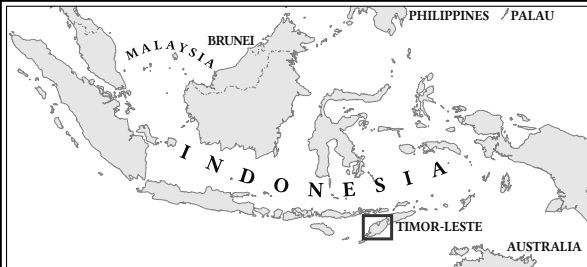 PHILIPPINES
PALAU
BRUNEI
MALAYSIA
INDONESIA
TIMOR-LESTE
AUSTRALIA